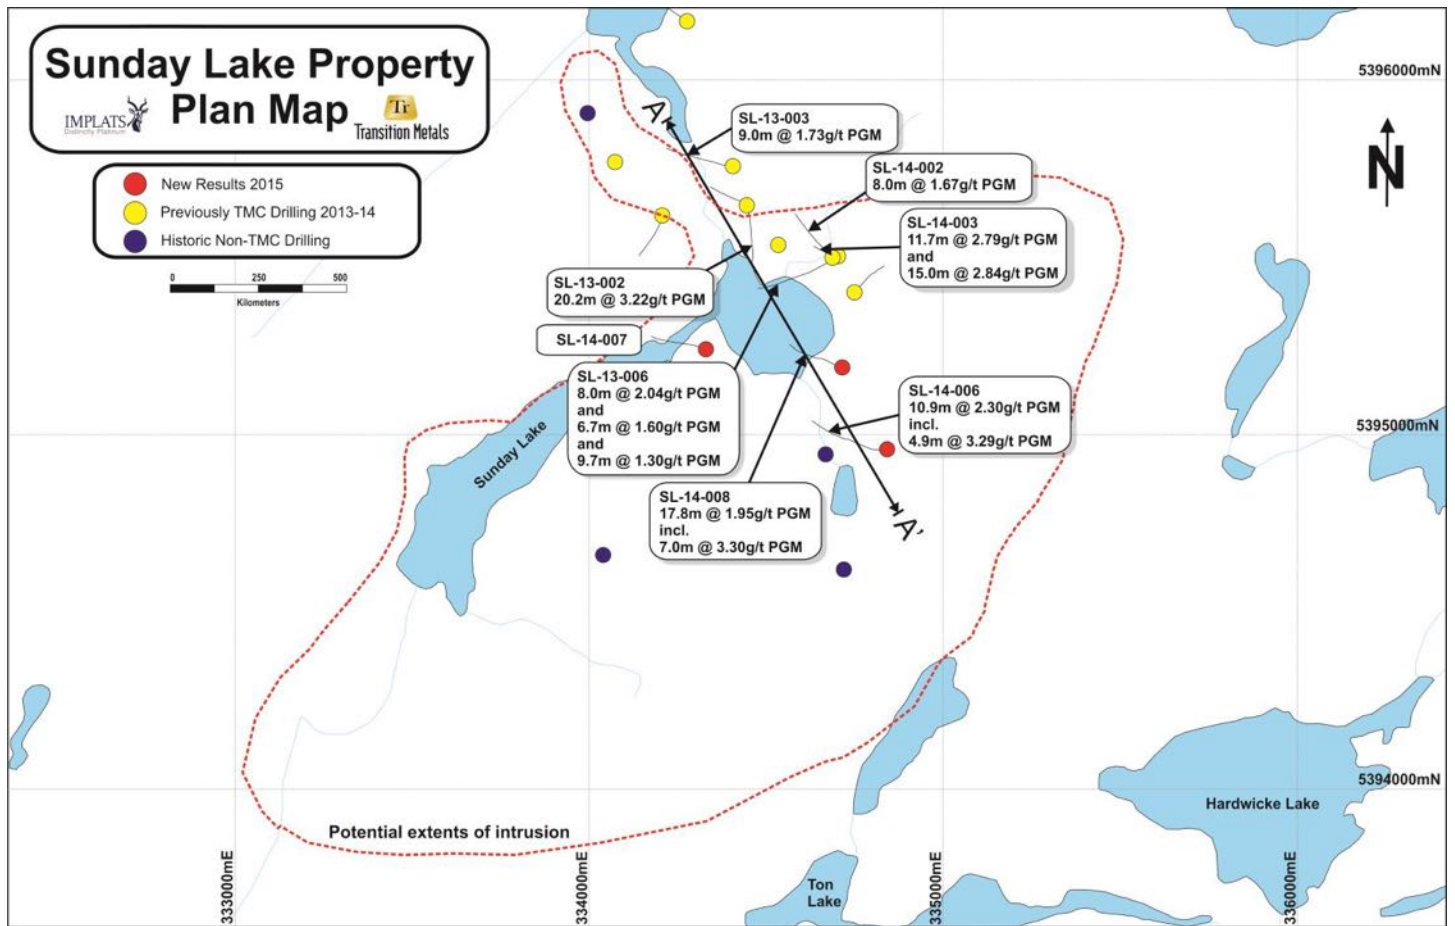 Sunday Lake Property
Plan Map
IMPLATS
Distinctly Platinum
Tr
Transition Metals
New Results 2015
Previously TMC Drilling 2013-14
Historic Non-TMC Drilling
0 250 500
Kilometers
5396000mN
N
A
SL-13-003
9.0m @ 1.73g/t PGM
SL-14-002
8.0m @ 1.67g/t PGM
SL-14-003
11.7m @ 2.79g/t PGM
and
15.0m @ 2.84g/t PGM
SL-13-002
20.2m @ 3.22g/t PGM
SL-14-007
SL-13-006
8.0m @ 2.04g/t PGM
and
6.7m @ 1.60g/t PGM
and
9.7m @ 1.30g/t PGM
SL-14-006
10.9m @ 2.30g/t PGM
incl.
4.9m @ 3.29g/t PGM
5395000mN
Sunday Lake
SL-14-008
17.8m @ 1.95g/t PGM
incl.
7.0m @ 3.30g/t PGM
A'
5394000mN
Hardwicke Lake
Potential extents of intrusion
Ton
Lake
333000mE
334000mE
335000mE
336000mE